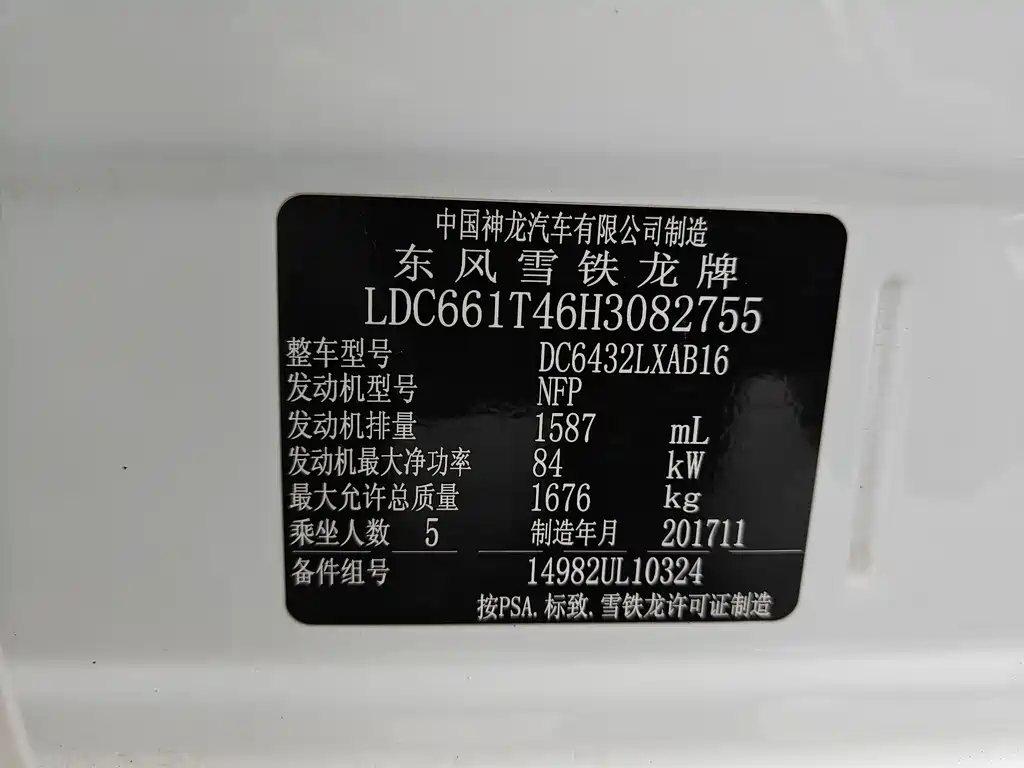 中国神龙汽车有限公司制造
东风雪铁龙牌
LDC661T46H3082755
整车型号 DC6432LXAB16
发动机型号 NFP
发动机排量 1587 mL
发动机最大净功率 84 kW
最大允许总质量 1676 kg
乘坐人数 5 制造年月 201711
备件组号 14982UL10324
按PSA.标致.雪铁龙许可证制造